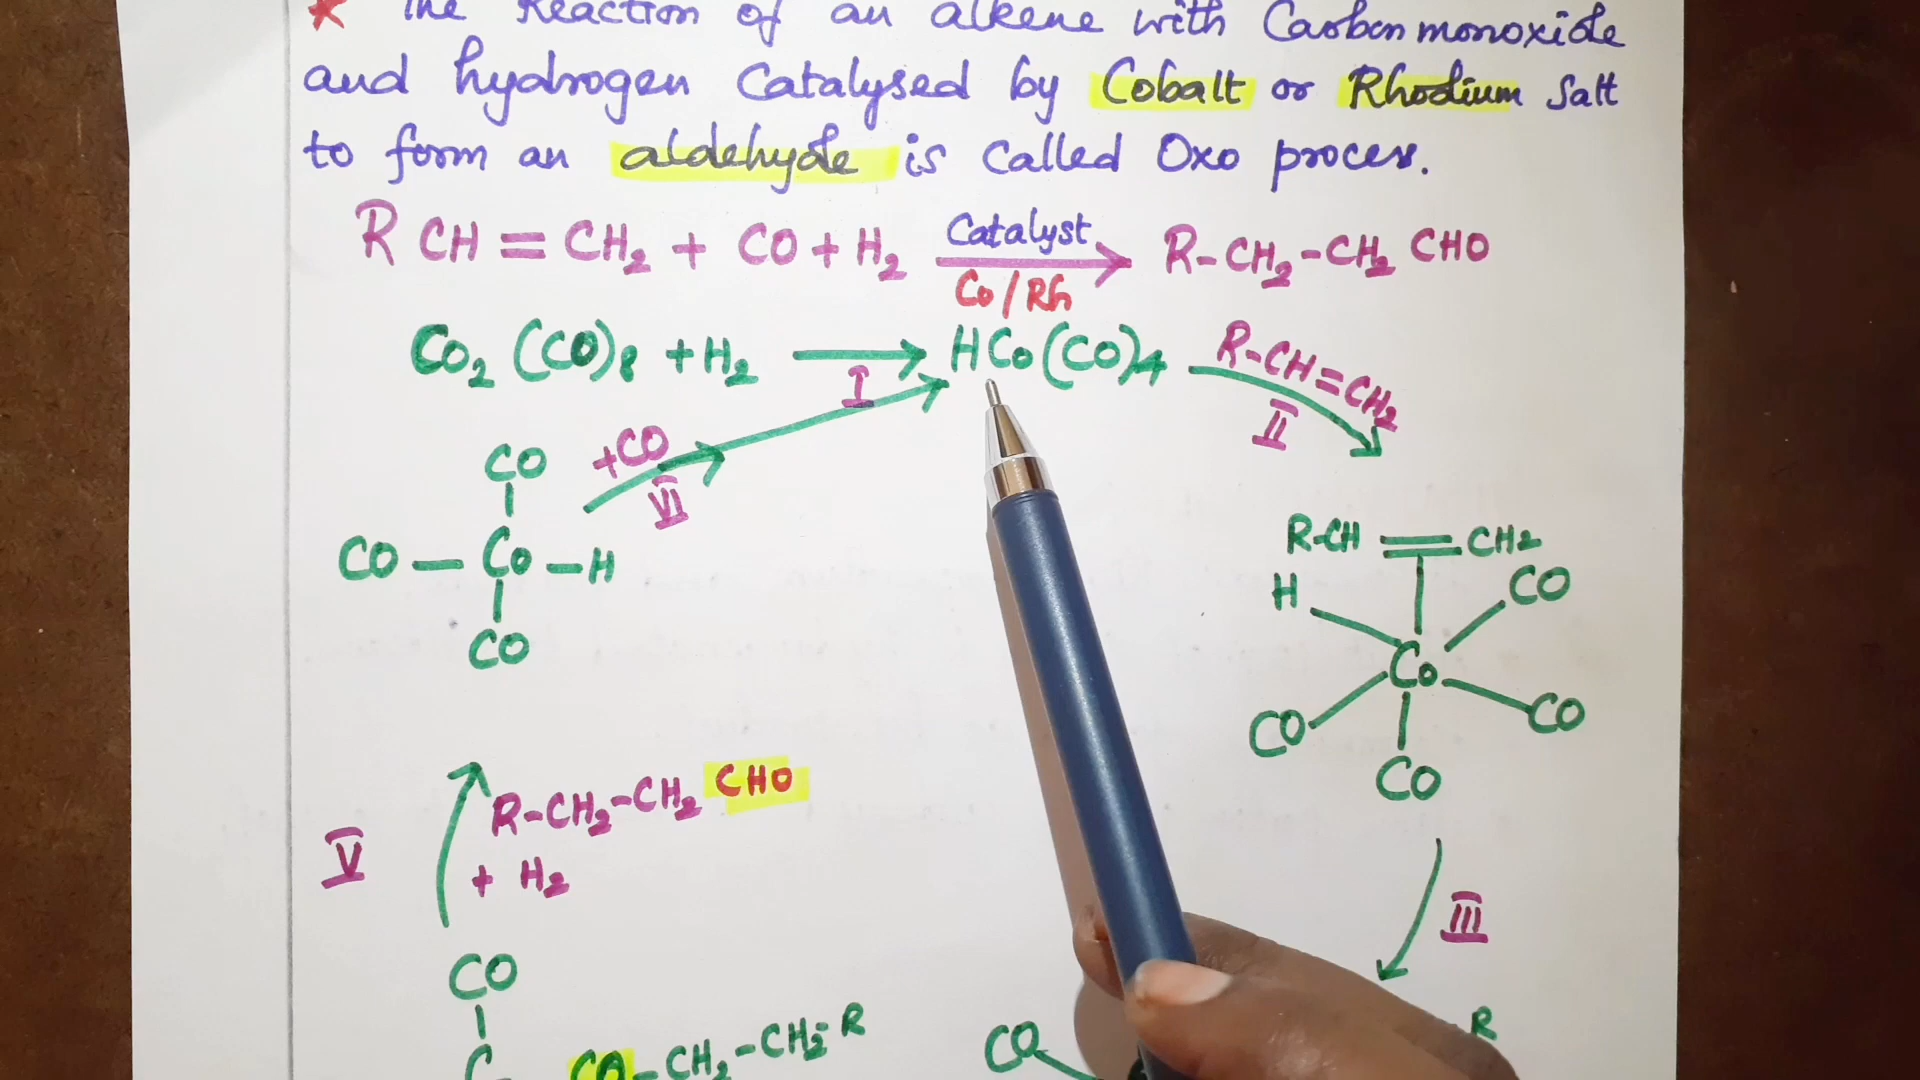 * The Reaction of an alkene with Carbon monoxide
and hydrogen Catalysed by Cobalt or Rhodium Salt
to form an aldehyde is Called Oxo process.
R CH = CH₂ + CO + H₂ Catalyst Co/Rh → R-CH₂-CH₂ CHO
Co₂ (CO)₈ + H₂ → I HCo(CO)₄ R-CH=CH₂ II
+CO
VI
CO
CO — Co — H
CO
R-CH = CH₂
H CO
Co
CO CO
CO
R-CH₂-CH₂ CHO
+ H₂
V
III
CO
CO-CH₂-CH₂-R
CO
R